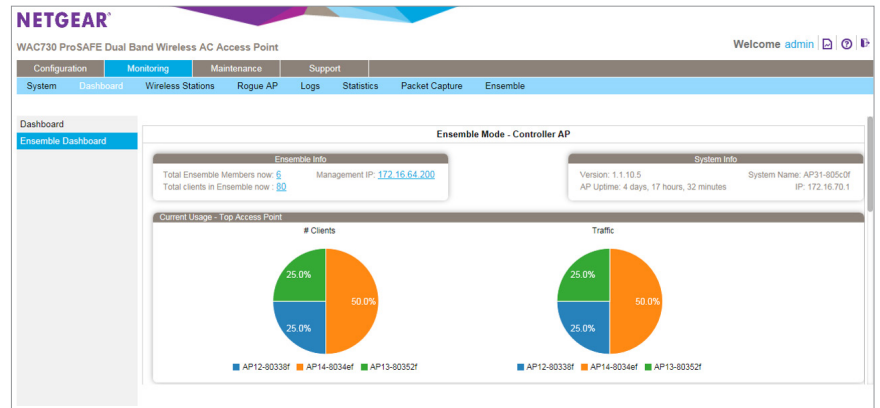 NETGEAR®
WAC730 ProSAFE Dual Band Wireless AC Access Point
Welcome admin
Configuration Monitoring Maintenance Support
System Dashboard Wireless Stations Rogue AP Logs Statistics Packet Capture Ensemble
Dashboard
Ensemble Dashboard
Ensemble Mode - Controller AP
Ensemble Info
Total Ensemble Members now: 6 Management IP: 172.16.64.200
Total clients in Ensemble now : 80
System Info
Version: 1.1.10.5 System Name: AP31-805c0f
AP Uptime: 4 days, 17 hours, 32 minutes IP: 172.16.70.1
Current Usage - Top Access Point
# Clients
25.0%
50.0%
25.0%
AP12-80338f AP14-8034ef AP13-80352f
Traffic
25.0%
50.0%
25.0%
AP12-80338f AP14-8034ef AP13-80352f